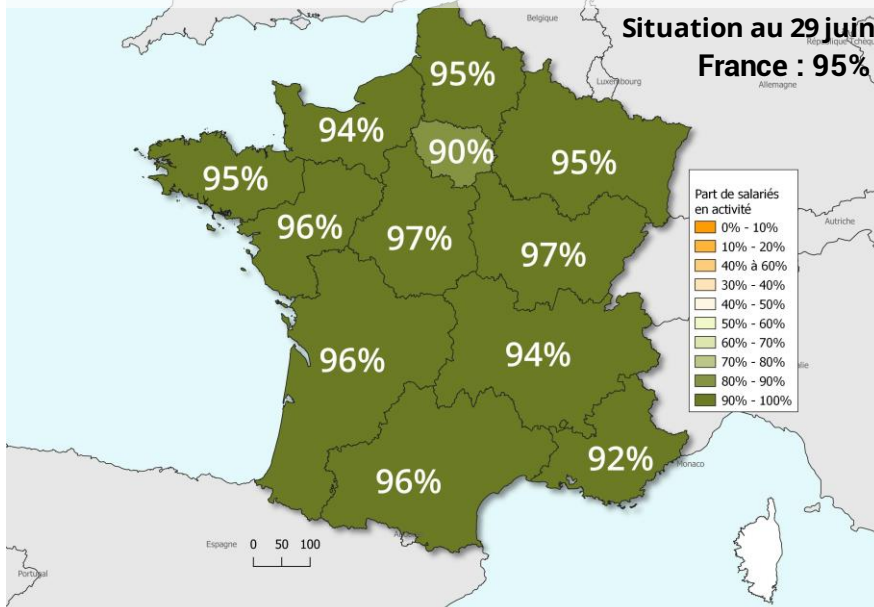 Belgique
Situation au 29 juin
République Tchèque
France : 95%
Luxembourg
Allemagne
95%
94%
90%
95%
95%
96%
97%
97%
Part de salariés
en activité
0% - 10%
10% - 20%
40% à 60%
30% - 40%
40% - 50%
50% - 60%
60% - 70%
70% - 80%
80% - 90%
90% - 100%
Autriche
96%
94%
92%
Monaco
96%
Espagne
0 50 100
Portugal